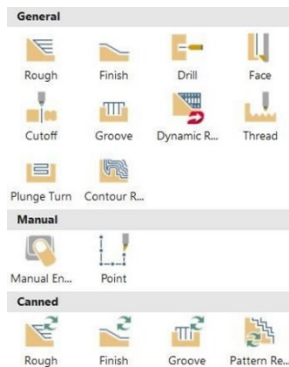 General
Rough Finish Drill Face
Cutoff Groove Dynamic R... Thread
Plunge Turn Contour R...
Manual
Manual En... Point
Canned
Rough Finish Groove Pattern Re...